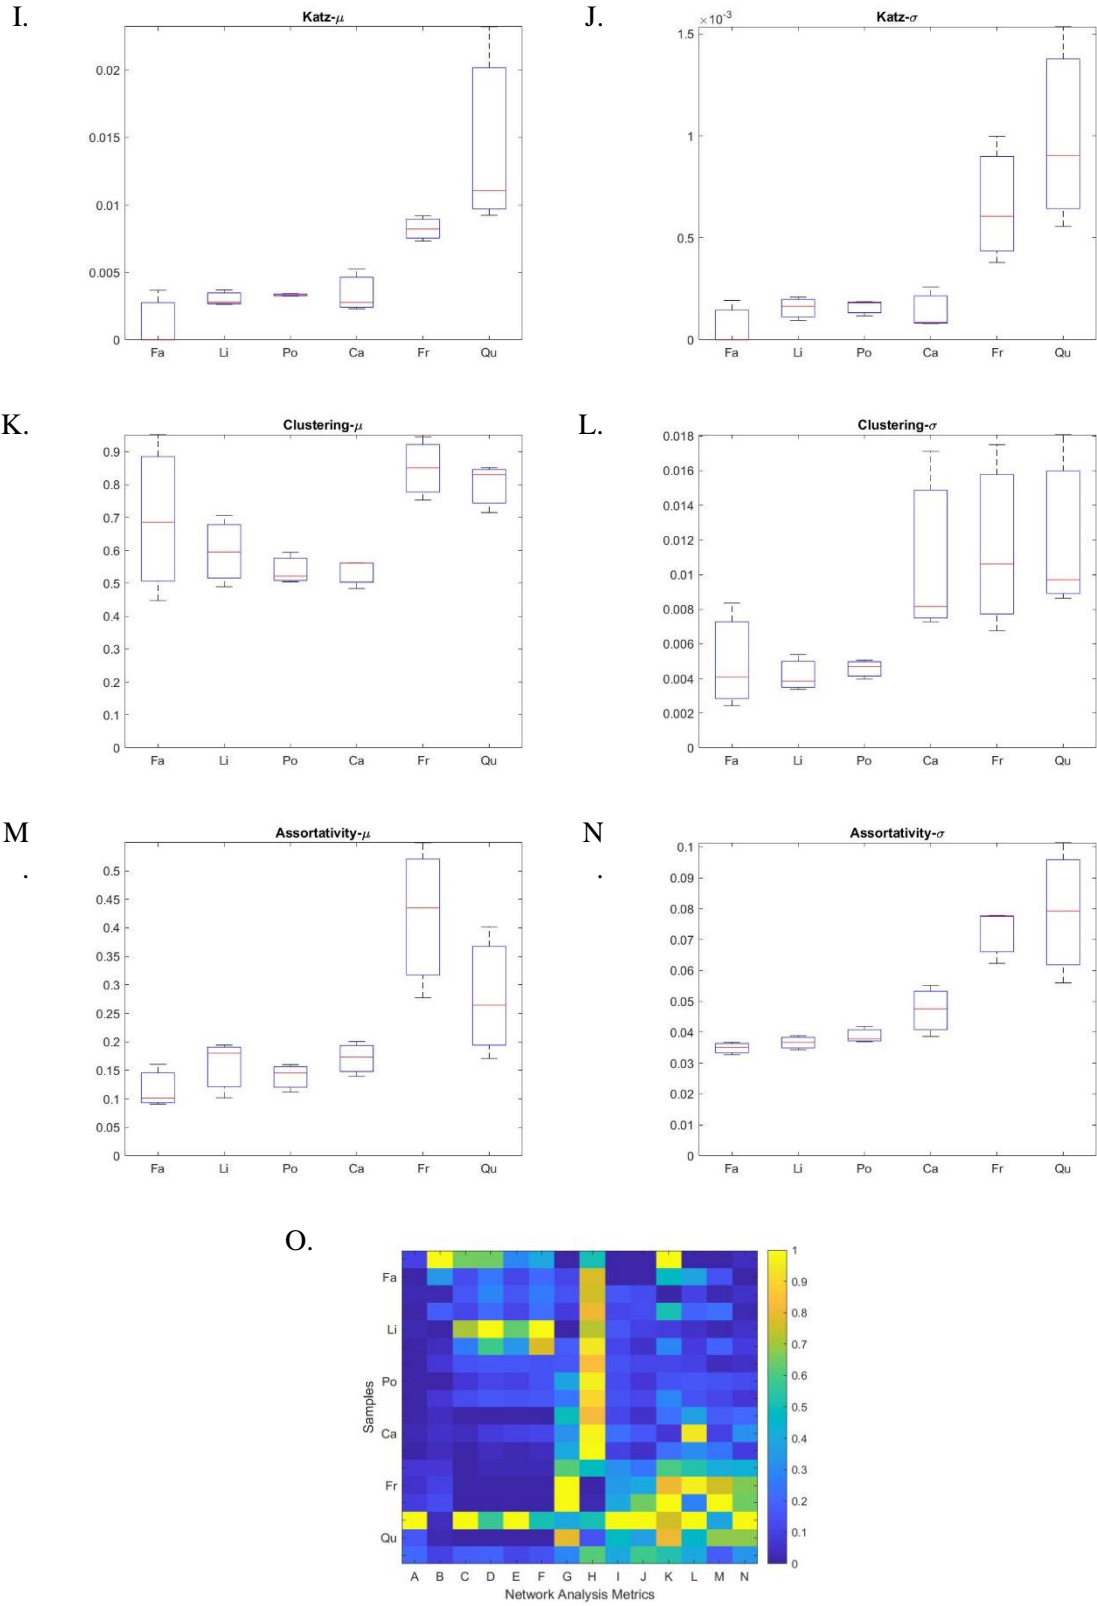 I.
Katz-μ
0.02
0.015
0.01
0.005
0
Fa Li Po Ca Fr Qu
J.
Katz-σ
×10⁻³
1.5
1
0.5
0
Fa Li Po Ca Fr Qu
K.
Clustering-μ
0.9
0.8
0.7
0.6
0.5
0.4
0.3
0.2
0.1
0
Fa Li Po Ca Fr Qu
L.
Clustering-σ
0.018
0.016
0.014
0.012
0.01
0.008
0.006
0.004
0.002
0
Fa Li Po Ca Fr Qu
M
.
Assortativity-μ
0.5
0.45
0.4
0.35
0.3
0.25
0.2
0.15
0.1
0.05
0
Fa Li Po Ca Fr Qu
N
.
Assortativity-σ
0.1
0.09
0.08
0.07
0.06
0.05
0.04
0.03
0.02
0.01
0
Fa Li Po Ca Fr Qu
O.
Samples
Fa
Li
Po
Ca
Fr
Qu
A B C D E F G H I J K L M N
Network Analysis Metrics
1
0.9
0.8
0.7
0.6
0.5
0.4
0.3
0.2
0.1
0